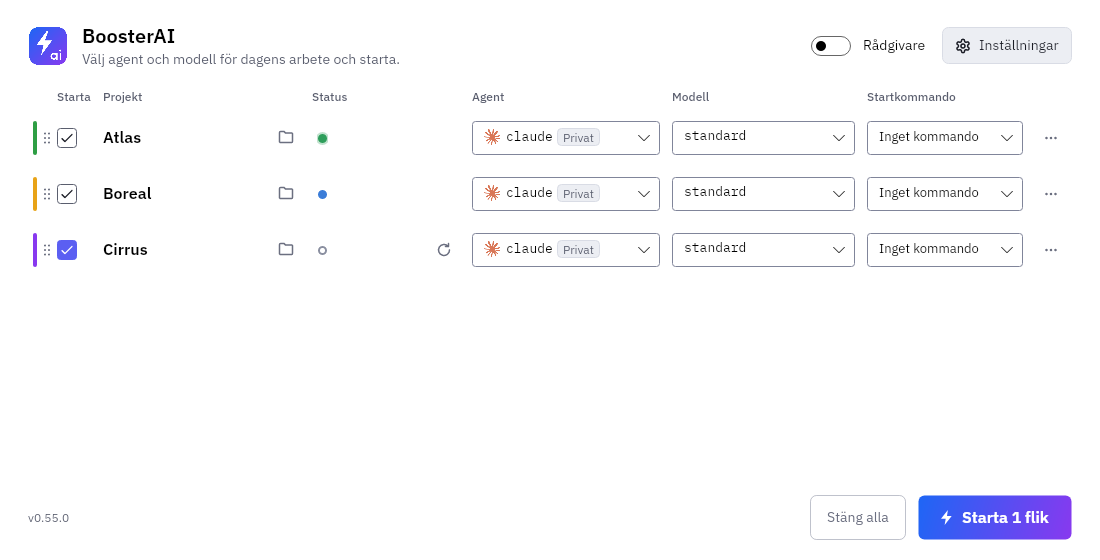 ai
BoosterAI
Välj agent och modell för dagens arbete och starta.
Rådgivare
Inställningar
Starta Projekt Status Agent Modell Startkommando
Atlas claude Privat standard Inget kommando
Boreal claude Privat standard Inget kommando
Cirrus claude Privat standard Inget kommando
v0.55.0
Stäng alla
Starta 1 flik